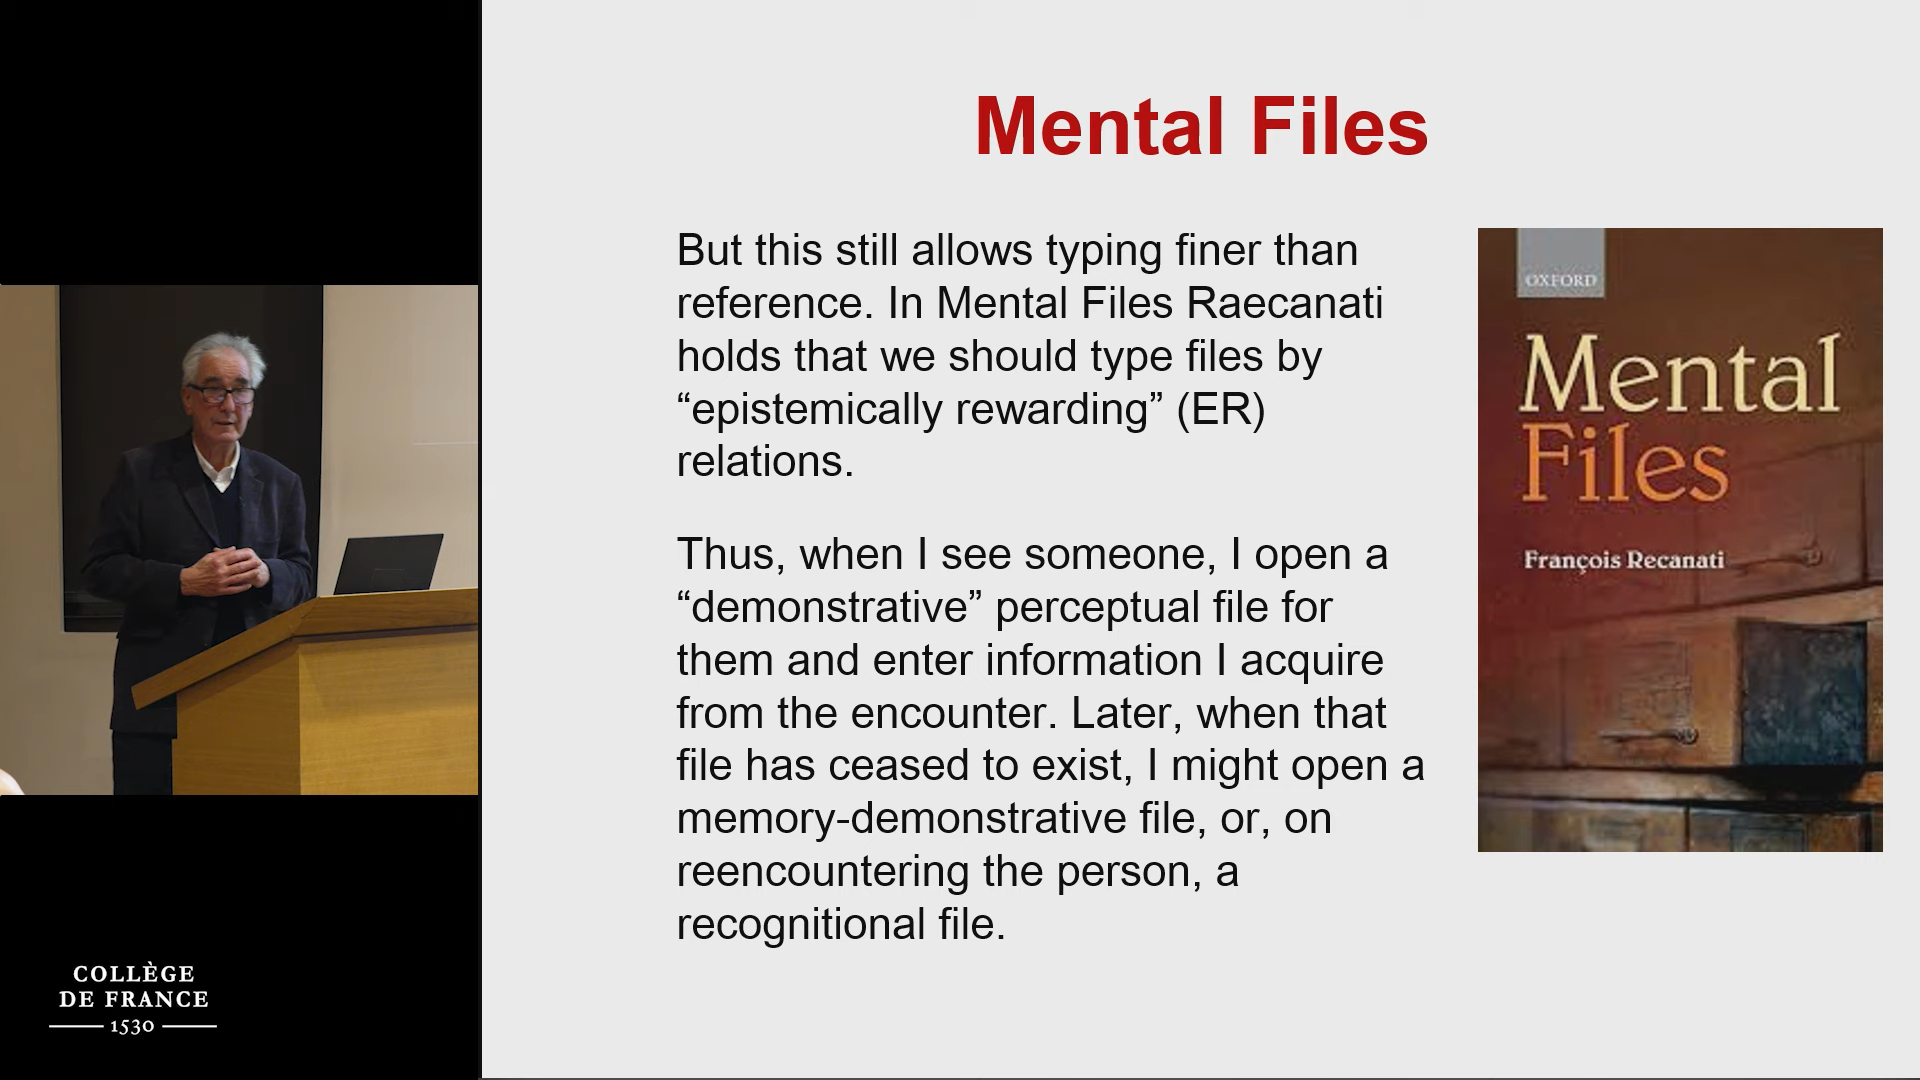 Mental Files
But this still allows typing finer than
reference. In Mental Files Raecanati
holds that we should type files by
“epistemically rewarding” (ER)
relations.
Thus, when I see someone, I open a
“demonstrative” perceptual file for
them and enter information I acquire
from the encounter. Later, when that
file has ceased to exist, I might open a
memory-demonstrative file, or, on
reencountering the person, a
recognitional file.
OXFORD
Mental
Files
François Recanati
COLLÈGE
DE FRANCE
1530